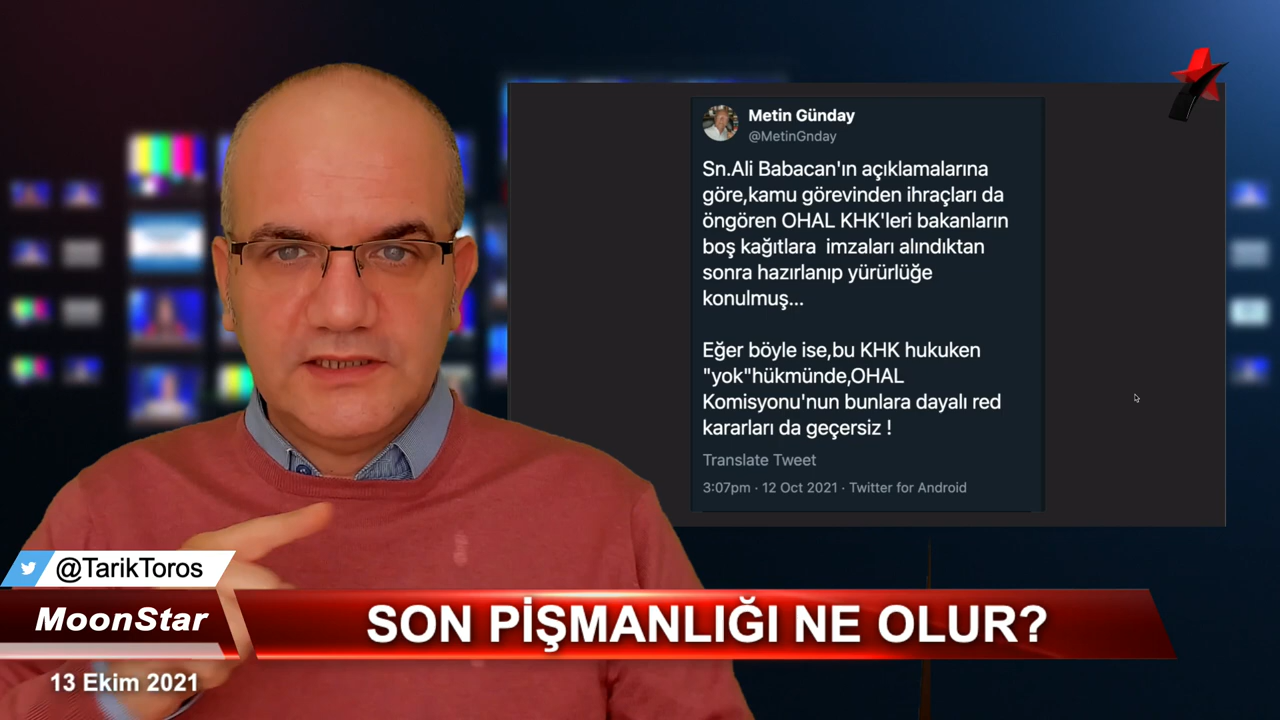 Metin Günday
@MetinGnday
Sn.Ali Babacan'ın açıklamalarına
göre,kamu görevinden ihraçları da
öngören OHAL KHK'leri bakanların
boş kağıtlara imzaları alındıktan
sonra hazırlanıp yürürlüğe
konulmuş...
Eğer böyle ise,bu KHK hukuken
"yok"hükmünde,OHAL
Komisyonu'nun bunlara dayalı red
kararları da geçersiz !
Translate Tweet
3:07pm · 12 Oct 2021 · Twitter for Android
@TarikToros
MoonStar
SON PİŞMANLIĞI NE OLUR?
13 Ekim 2021